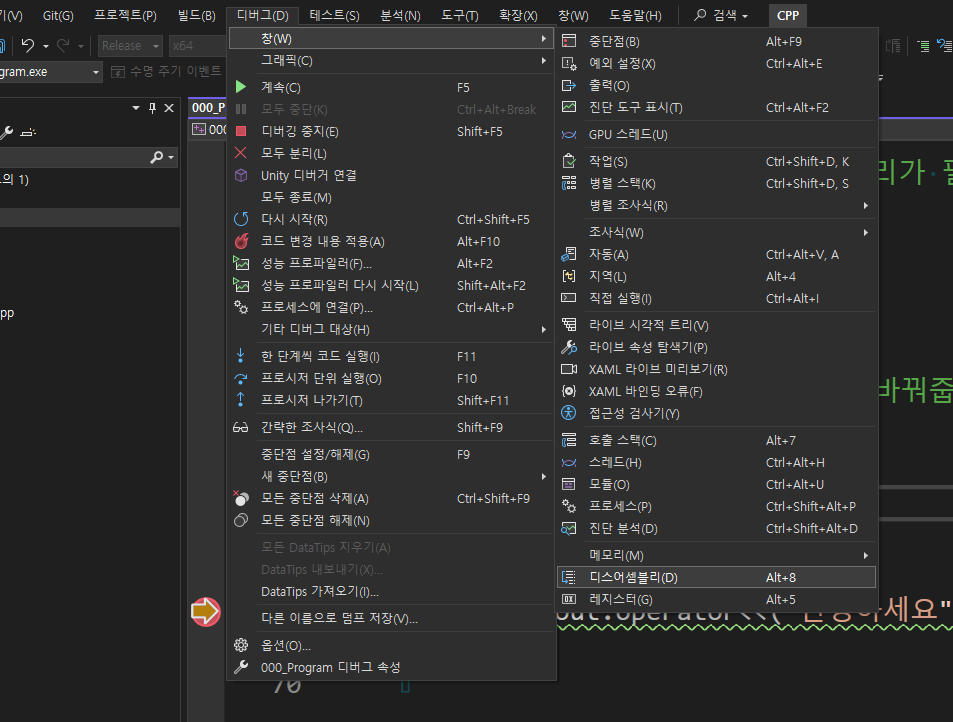 기(V) Git(G) 프로젝트(P) 빌드(B) 디버그(D) 테스트(S) 분석(N) 도구(T) 확장(X) 창(W) 도움말(H) 검색 CPP
Release x64
gram.exe 수명 주기 이벤트
000_P
000
의 1)
pp
창(W)
그래픽(C)
계속(C) F5
모두 중단(K) Ctrl+Alt+Break
디버깅 중지(E) Shift+F5
모두 분리(L)
Unity 디버거 연결
모두 종료(M)
다시 시작(R) Ctrl+Shift+F5
코드 변경 내용 적용(A) Alt+F10
성능 프로파일러(F)... Alt+F2
성능 프로파일러 다시 시작(L) Shift+Alt+F2
프로세스에 연결(P)... Ctrl+Alt+P
기타 디버그 대상(H)
한 단계씩 코드 실행(I) F11
프로시저 단위 실행(O) F10
프로시저 나가기(T) Shift+F11
간략한 조사식(Q)... Shift+F9
중단점 설정/해제(G) F9
새 중단점(B)
모든 중단점 삭제(A) Ctrl+Shift+F9
모든 중단점 해제(N)
모든 DataTips 지우기(A)
DataTips 내보내기(X)...
DataTips 가져오기(I)...
다른 이름으로 덤프 저장(V)...
옵션(O)...
000_Program 디버그 속성
중단점(B) Alt+F9
예외 설정(X) Ctrl+Alt+E
출력(O)
진단 도구 표시(T) Ctrl+Alt+F2
GPU 스레드(U)
작업(S) Ctrl+Shift+D, K
병렬 스택(K) Ctrl+Shift+D, S
병렬 조사식(R)
조사식(W)
자동(A) Ctrl+Alt+V, A
지역(L) Alt+4
직접 실행(I) Ctrl+Alt+I
라이브 시각적 트리(V)
라이브 속성 탐색기(P)
XAML 라이브 미리보기(R)
XAML 바인딩 오류(F)
접근성 검사기(Y)
호출 스택(C) Alt+7
스레드(H) Ctrl+Alt+H
모듈(O) Ctrl+Alt+U
프로세스(P) Ctrl+Shift+Alt+P
진단 분석(D) Ctrl+Shift+Alt+D
메모리(M)
디스어셈블리(D) Alt+8
레지스터(G) Alt+5
리가
바꿔줍
out.operator<<("안녕하세요"
70